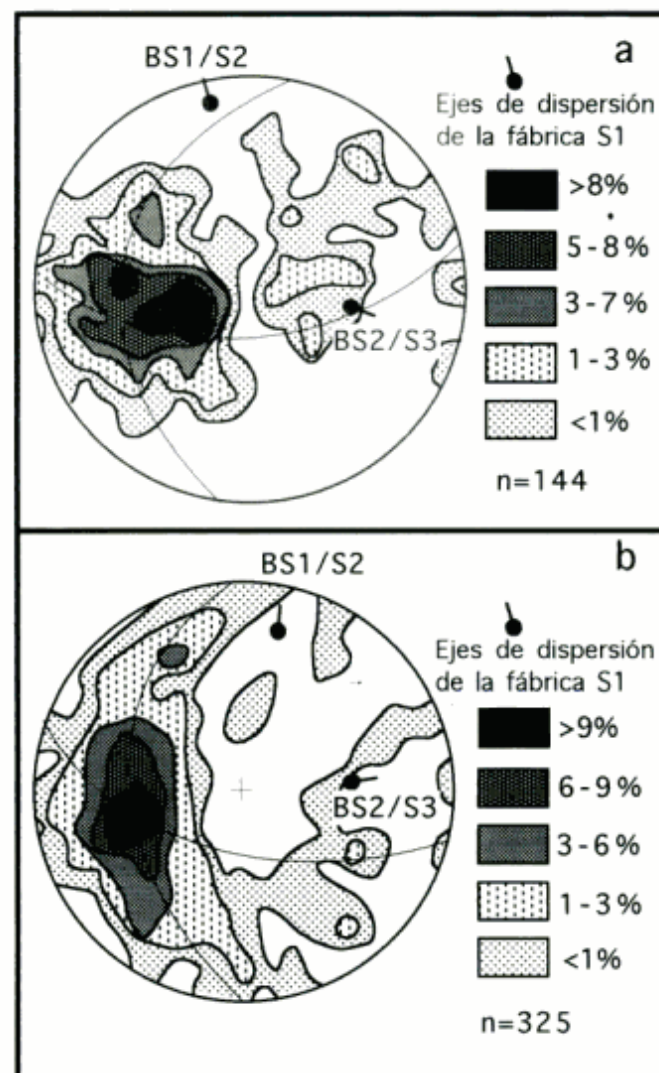 a
BS1/S2
Ejes de dispersión
de la fábrica S1
>8%
5-8%
3-7%
1-3%
<1%
BS2/S3
n=144
b
BS1/S2
Ejes de dispersión
de la fábrica S1
>9%
6-9%
3-6%
1-3%
<1%
BS2/S3
n=325